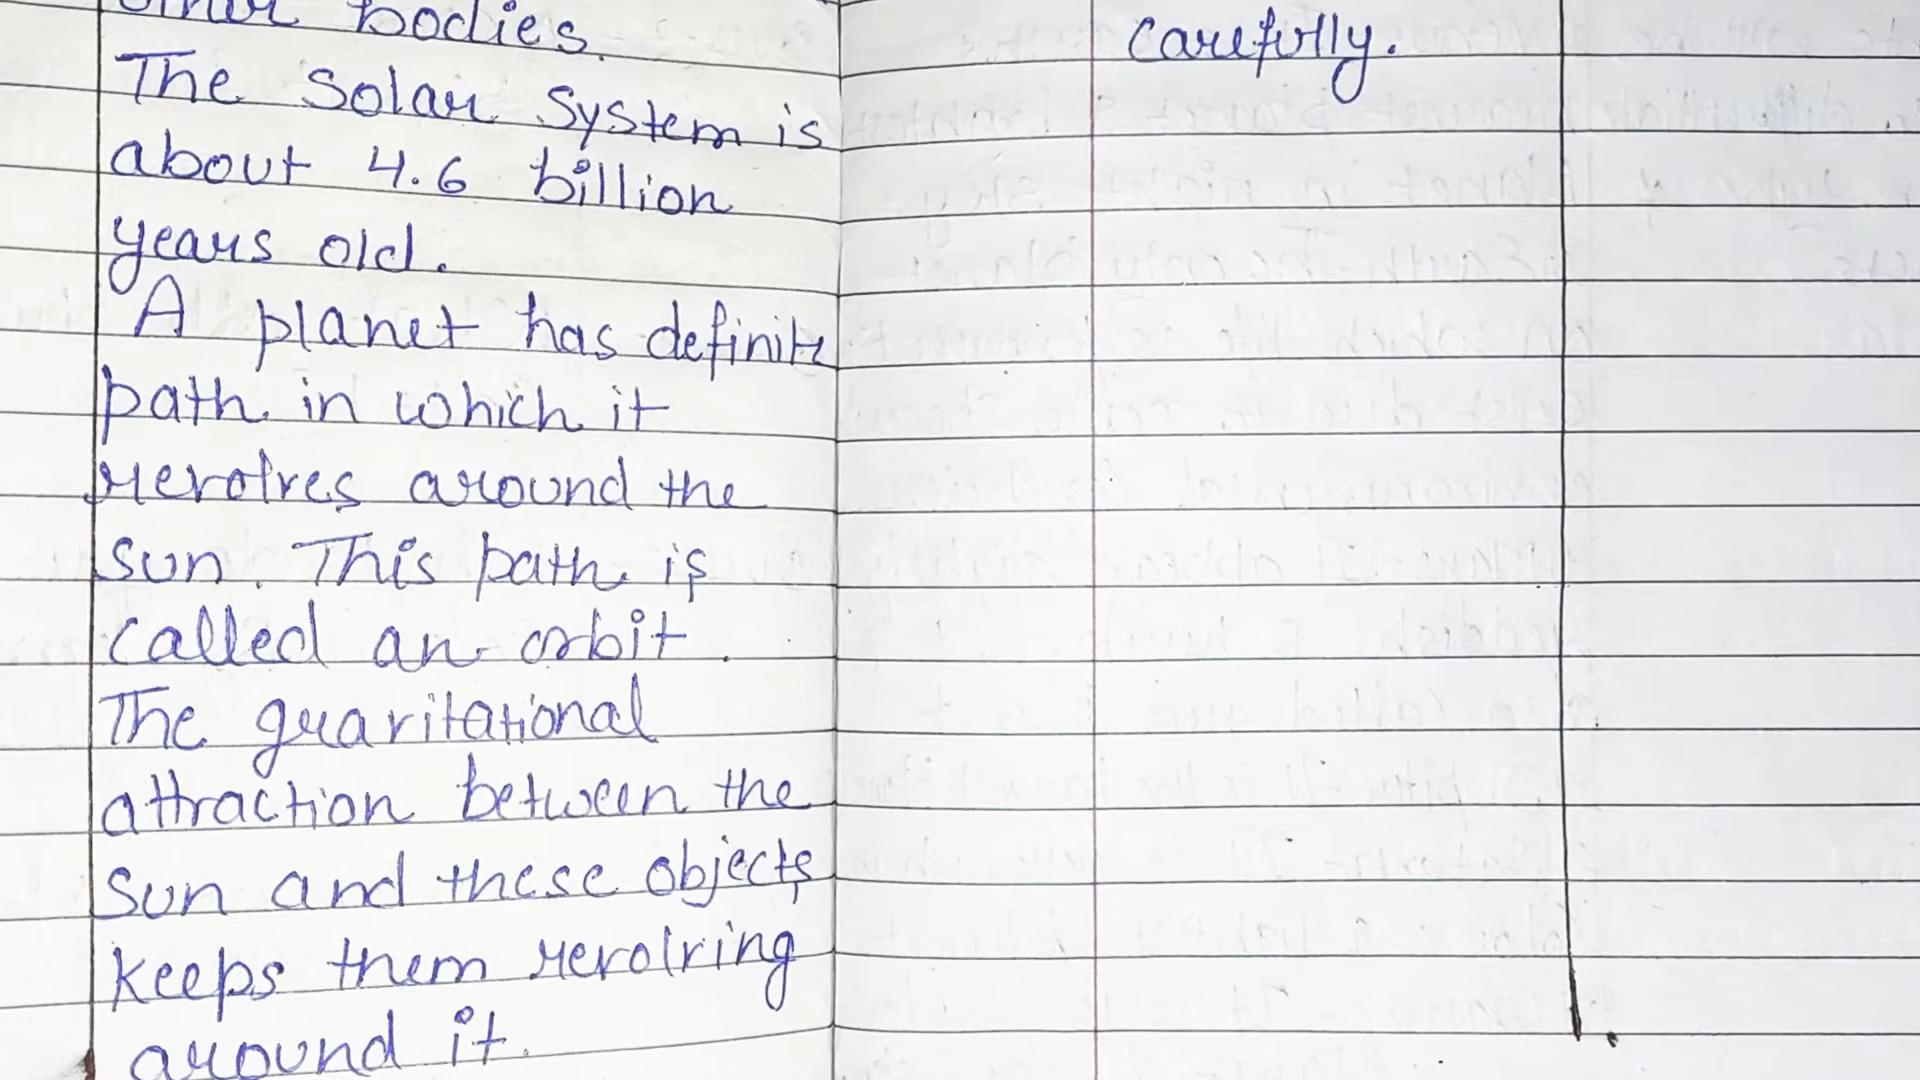 other bodies.
The Solar System is
about 4.6 billion
years old.
A planet has definite
path in which it
revolves around the
sun. This path is
called an orbit.
The gravitational
attraction between the
Sun and these objects
keeps them revolving
around it.
carefully.